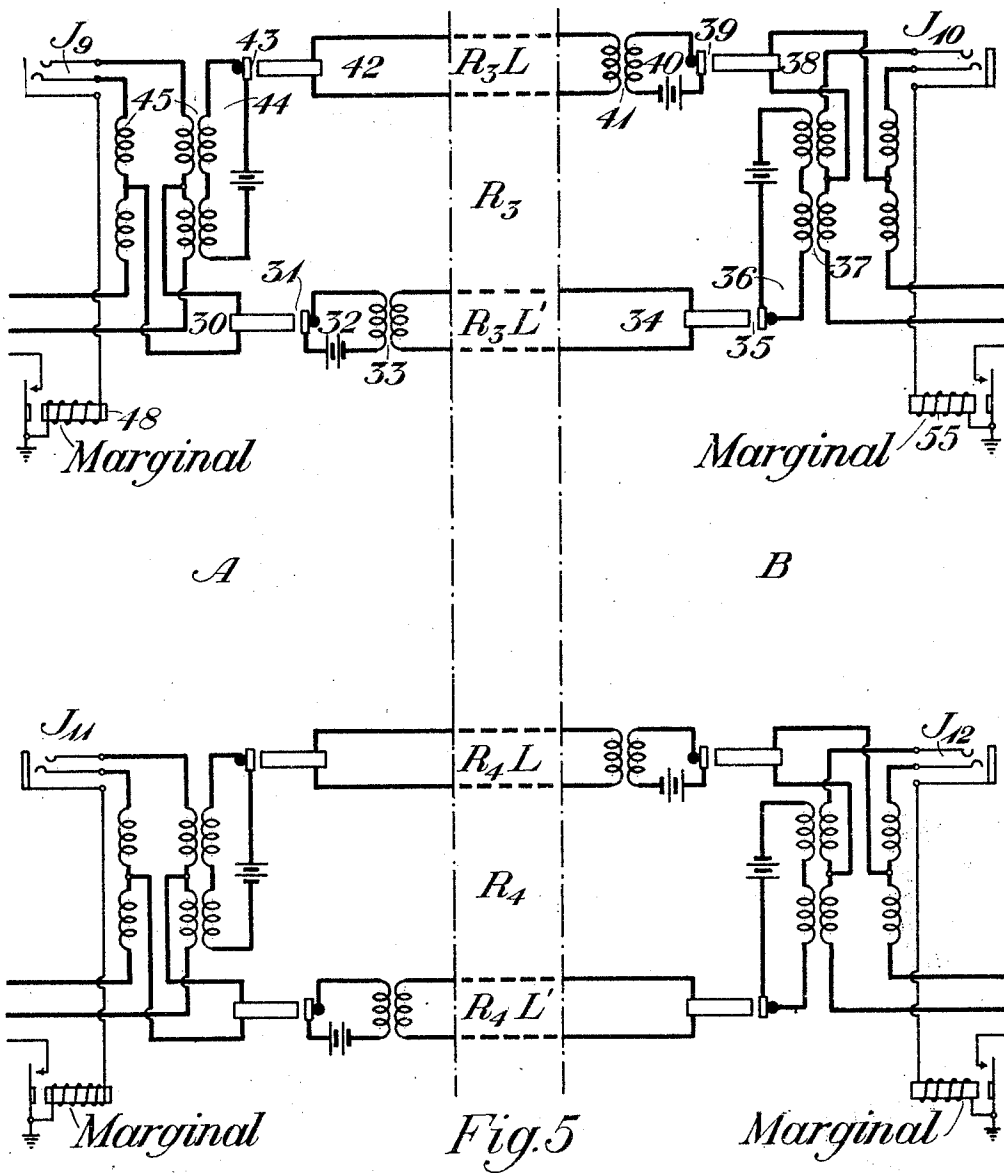 J9 45 43 44 42 R3L 41 40 39 38 J10
R3
31 36 37
30 32 33 R3L' 34 35
48 55
Marginal Marginal
A B
J11 R4L J12
R4
R4L'
Marginal Fig.5 Marginal